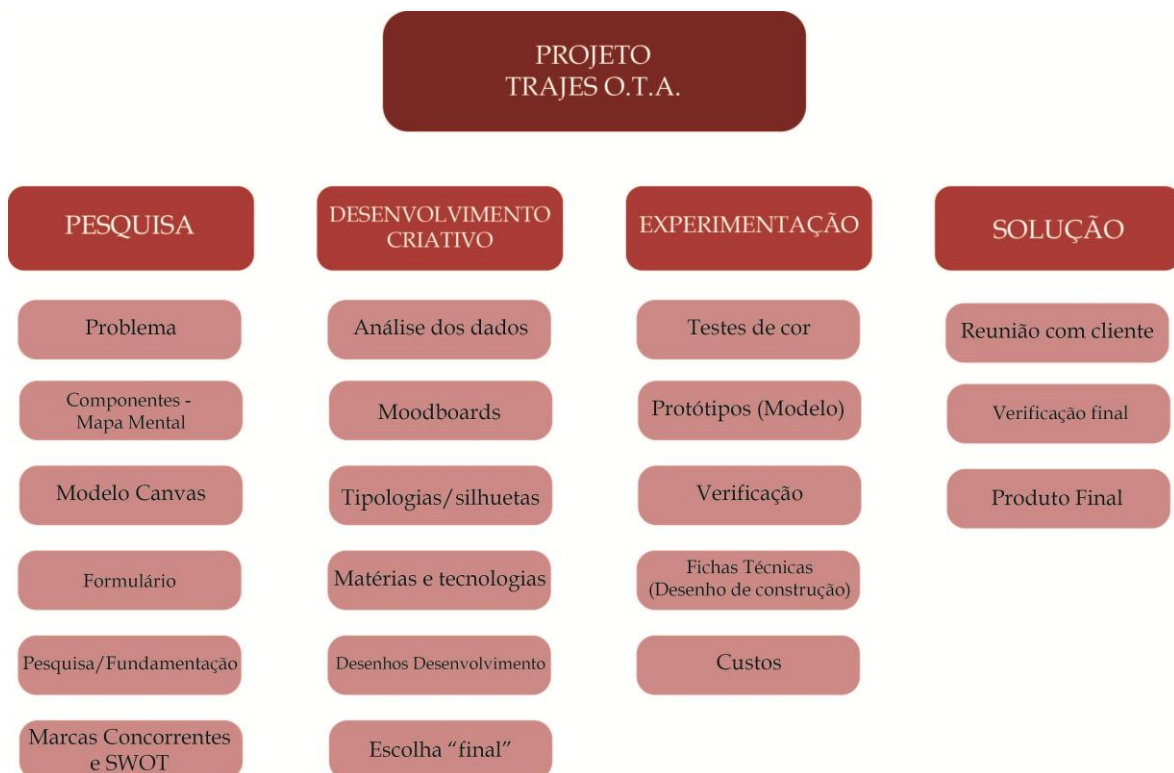 PROJETO
TRAJES O.T.A.
PESQUISA
Problema
Componentes -
Mapa Mental
Modelo Canvas
Formulário
Pesquisa/Fundamentação
Marcas Concorrentes
e SWOT
DESENVOLVIMENTO
CRIATIVO
Análise dos dados
Moodboards
Tipologias/silhuetas
Matérias e tecnologias
Desenhos Desenvolvimento
Escolha “final”
EXPERIMENTAÇÃO
Testes de cor
Protótipos (Modelo)
Verificação
Fichas Técnicas
(Desenho de construção)
Custos
SOLUÇÃO
Reunião com cliente
Verificação final
Produto Final